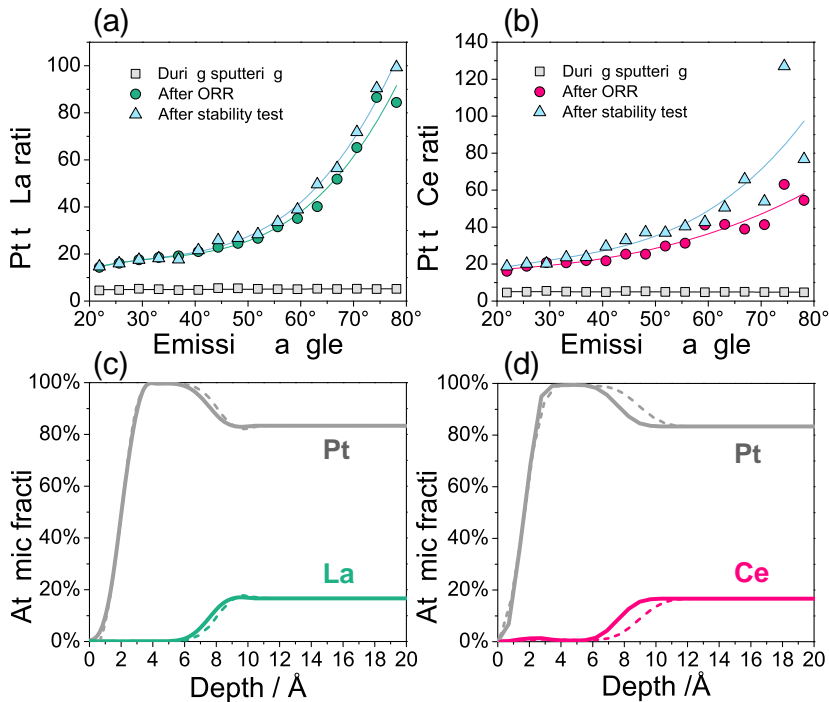 (a)
(b)
Pt t La rati
100
80
60
40
20
0
Duri g sputteri g
After ORR
After stability test
20° 30° 40° 50° 60° 70° 80°
Emissi a gle
Pt t Ce rati
140
120
100
80
60
40
20
0
Duri g sputteri g
After ORR
After stability test
20° 30° 40° 50° 60° 70° 80°
Emissi a gle
(c)
(d)
At mic fracti
100%
80%
60%
40%
20%
0%
Pt
La
0 2 4 6 8 10 12 14 16 18 20
Depth / Å
At mic fracti
100%
80%
60%
40%
20%
0%
Pt
Ce
0 2 4 6 8 10 12 14 16 18 20
Depth /Å